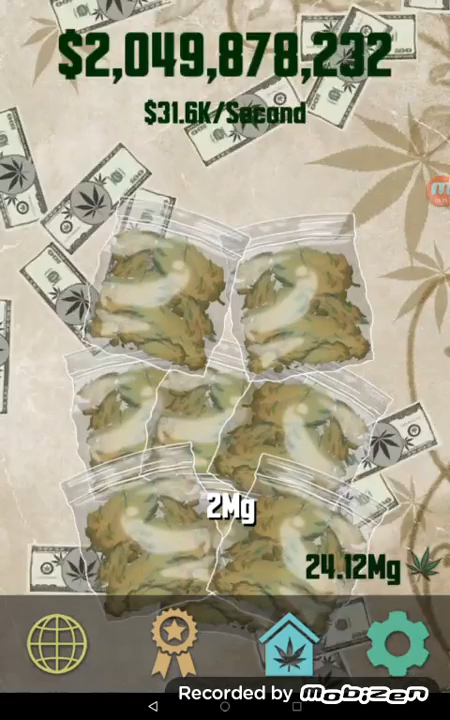 $2,049,878,232
$31.6K/Second
2Mg
24.12Mg
Recorded by Mobizen